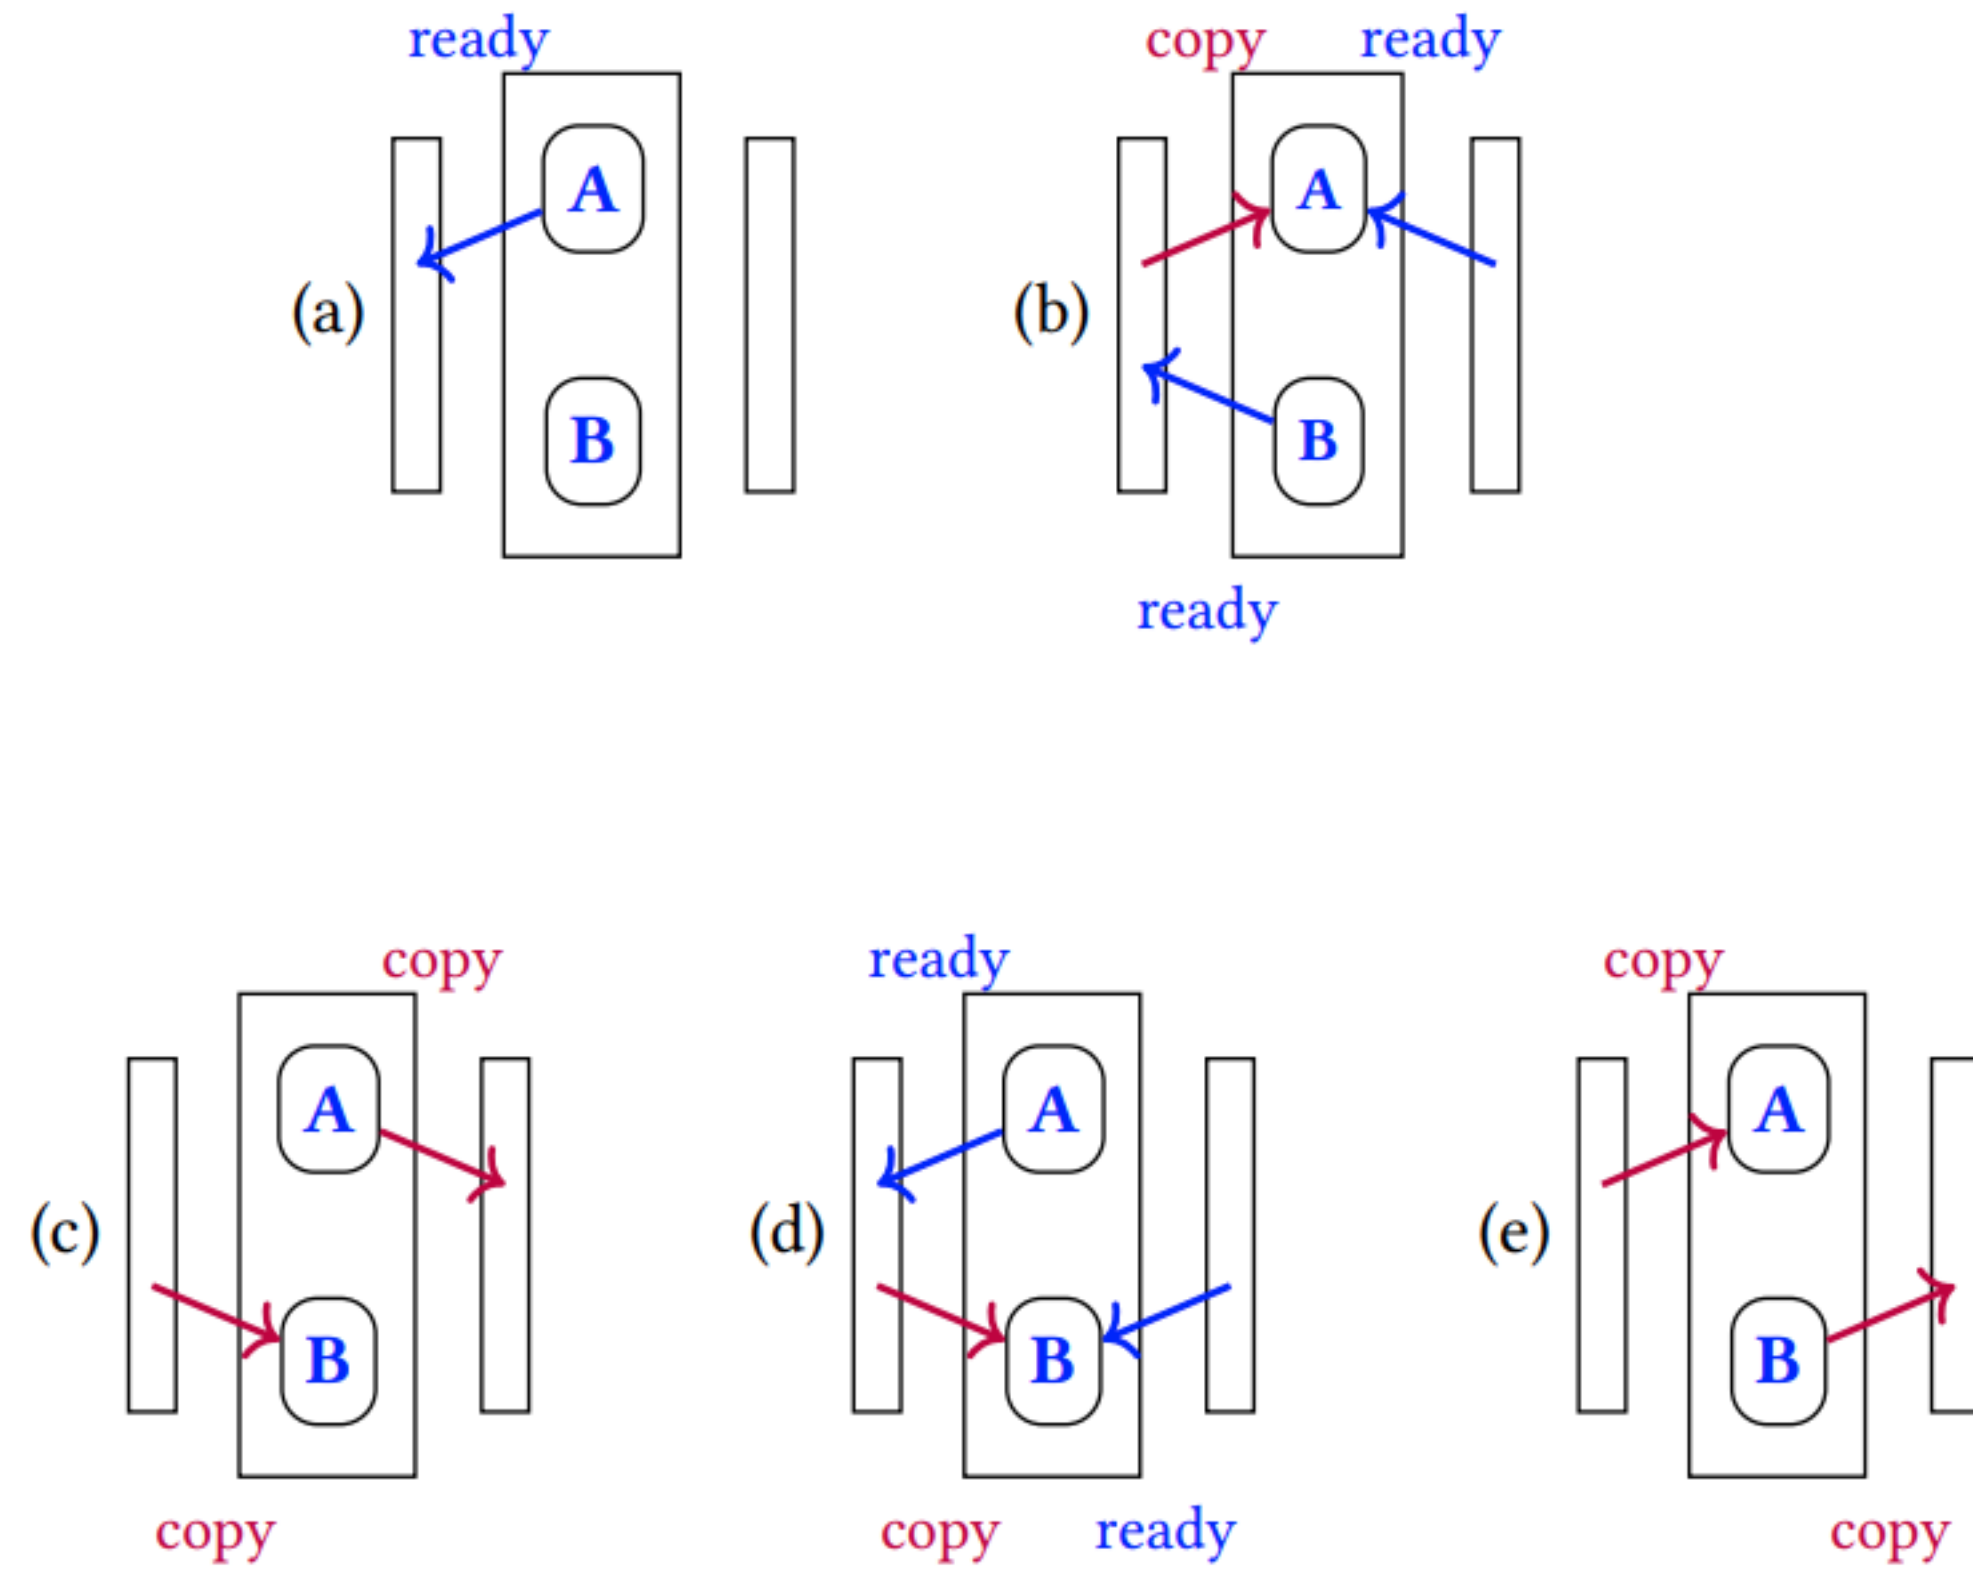 ready
copy ready
A A
(a) (b)
B B
ready
copy ready copy
A A A
(c) (d) (e)
B B B
copy copy ready copy